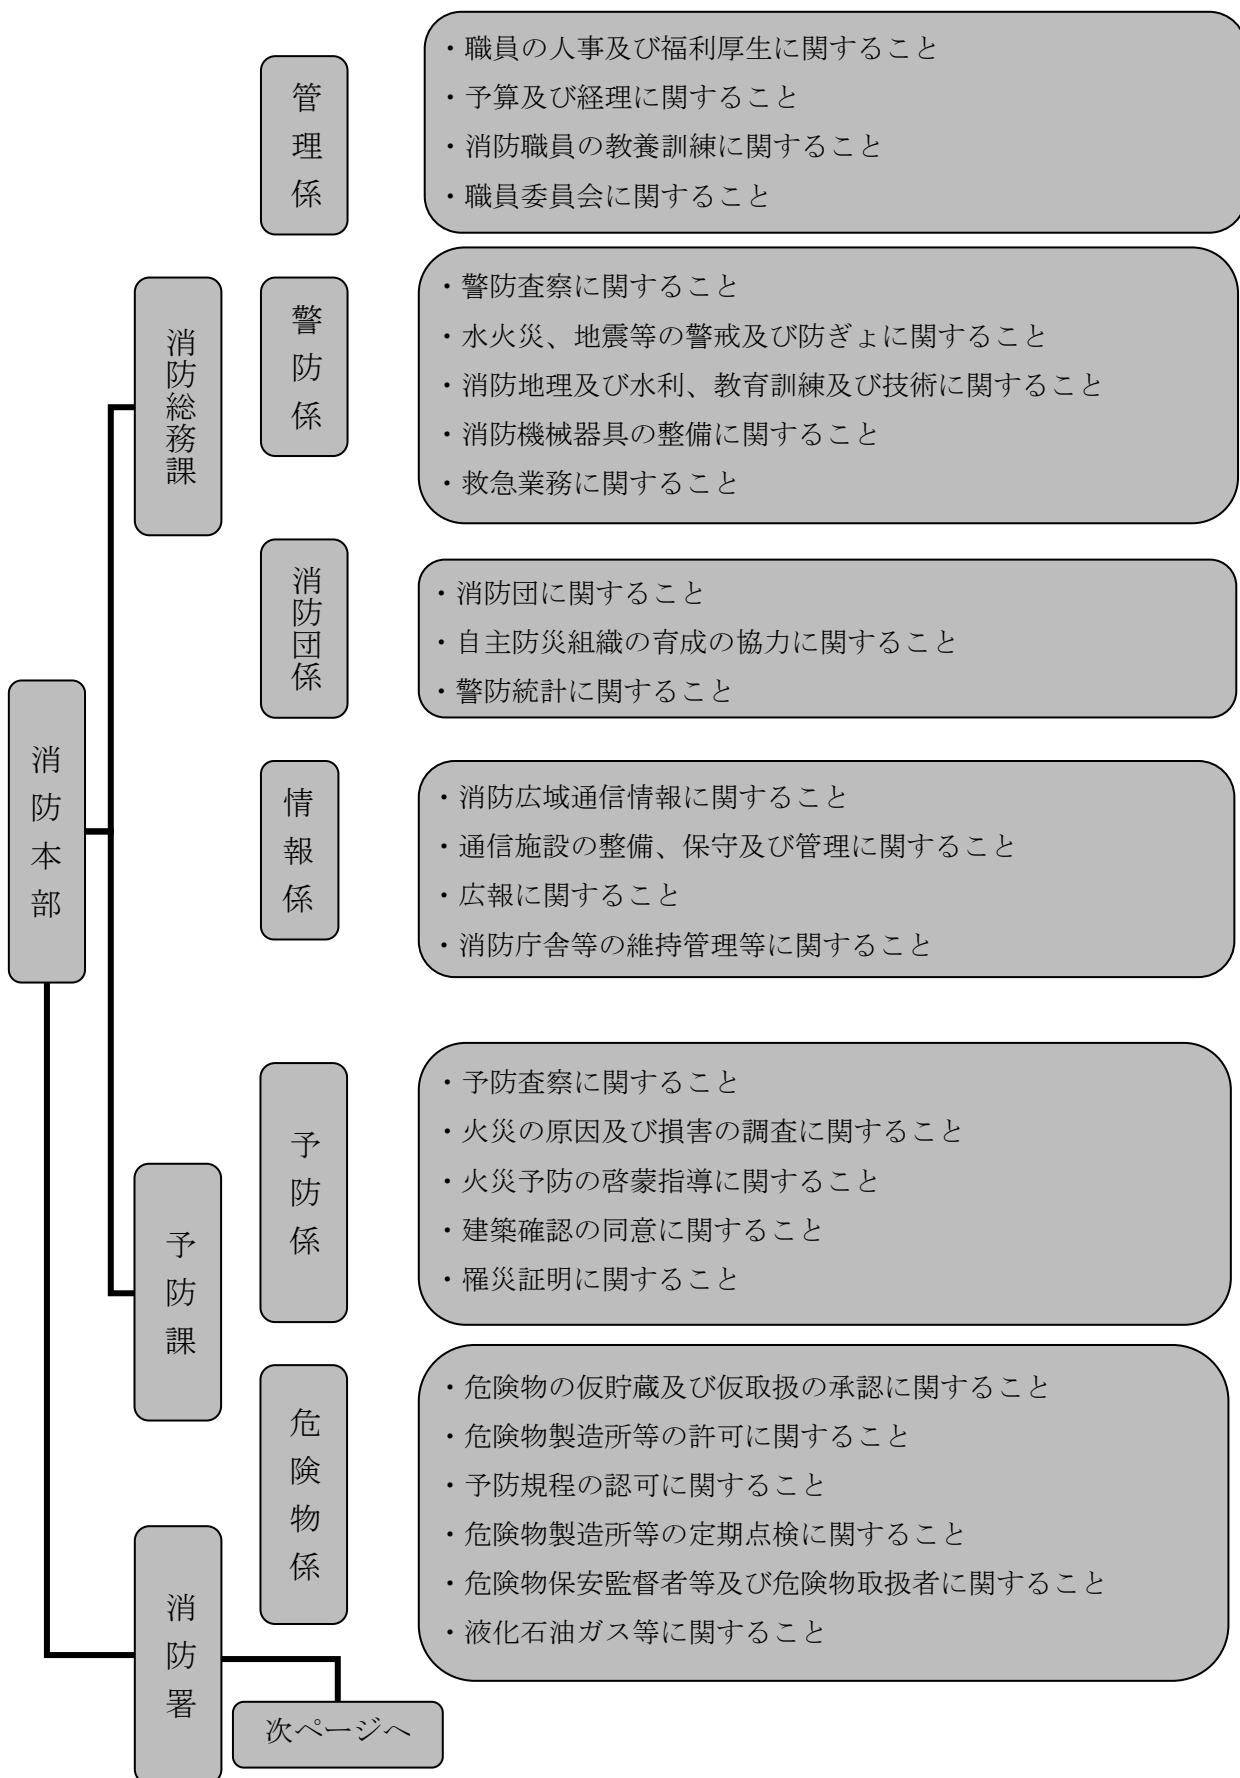 消防本部
消防総務課
管理係
・職員の人事及び福利厚生に関すること
・予算及び経理に関すること
・消防職員の教養訓練に関すること
・職員委員会に関すること
警防係
・警防査察に関すること
・水火災、地震等の警戒及び防ぎょに関すること
・消防地理及び水利、教育訓練及び技術に関すること
・消防機械器具の整備に関すること
・救急業務に関すること
消防団係
・消防団に関すること
・自主防災組織の育成の協力に関すること
・警防統計に関すること
情報係
・消防広域通信情報に関すること
・通信施設の整備、保守及び管理に関すること
・広報に関すること
・消防庁舎等の維持管理等に関すること
予防課
予防係
・予防査察に関すること
・火災の原因及び損害の調査に関すること
・火災予防の啓蒙指導に関すること
・建築確認の同意に関すること
・罹災証明に関すること
危険物係
・危険物の仮貯蔵及び仮取扱の承認に関すること
・危険物製造所等の許可に関すること
・予防規程の認可に関すること
・危険物製造所等の定期点検に関すること
・危険物保安監督者等及び危険物取扱者に関すること
・液化石油ガス等に関すること
消防署
次ページへ